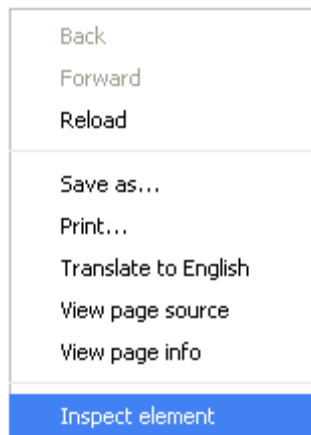 Back
Forward
Reload
Save as...
Print...
Translate to English
View page source
View page info
Inspect element